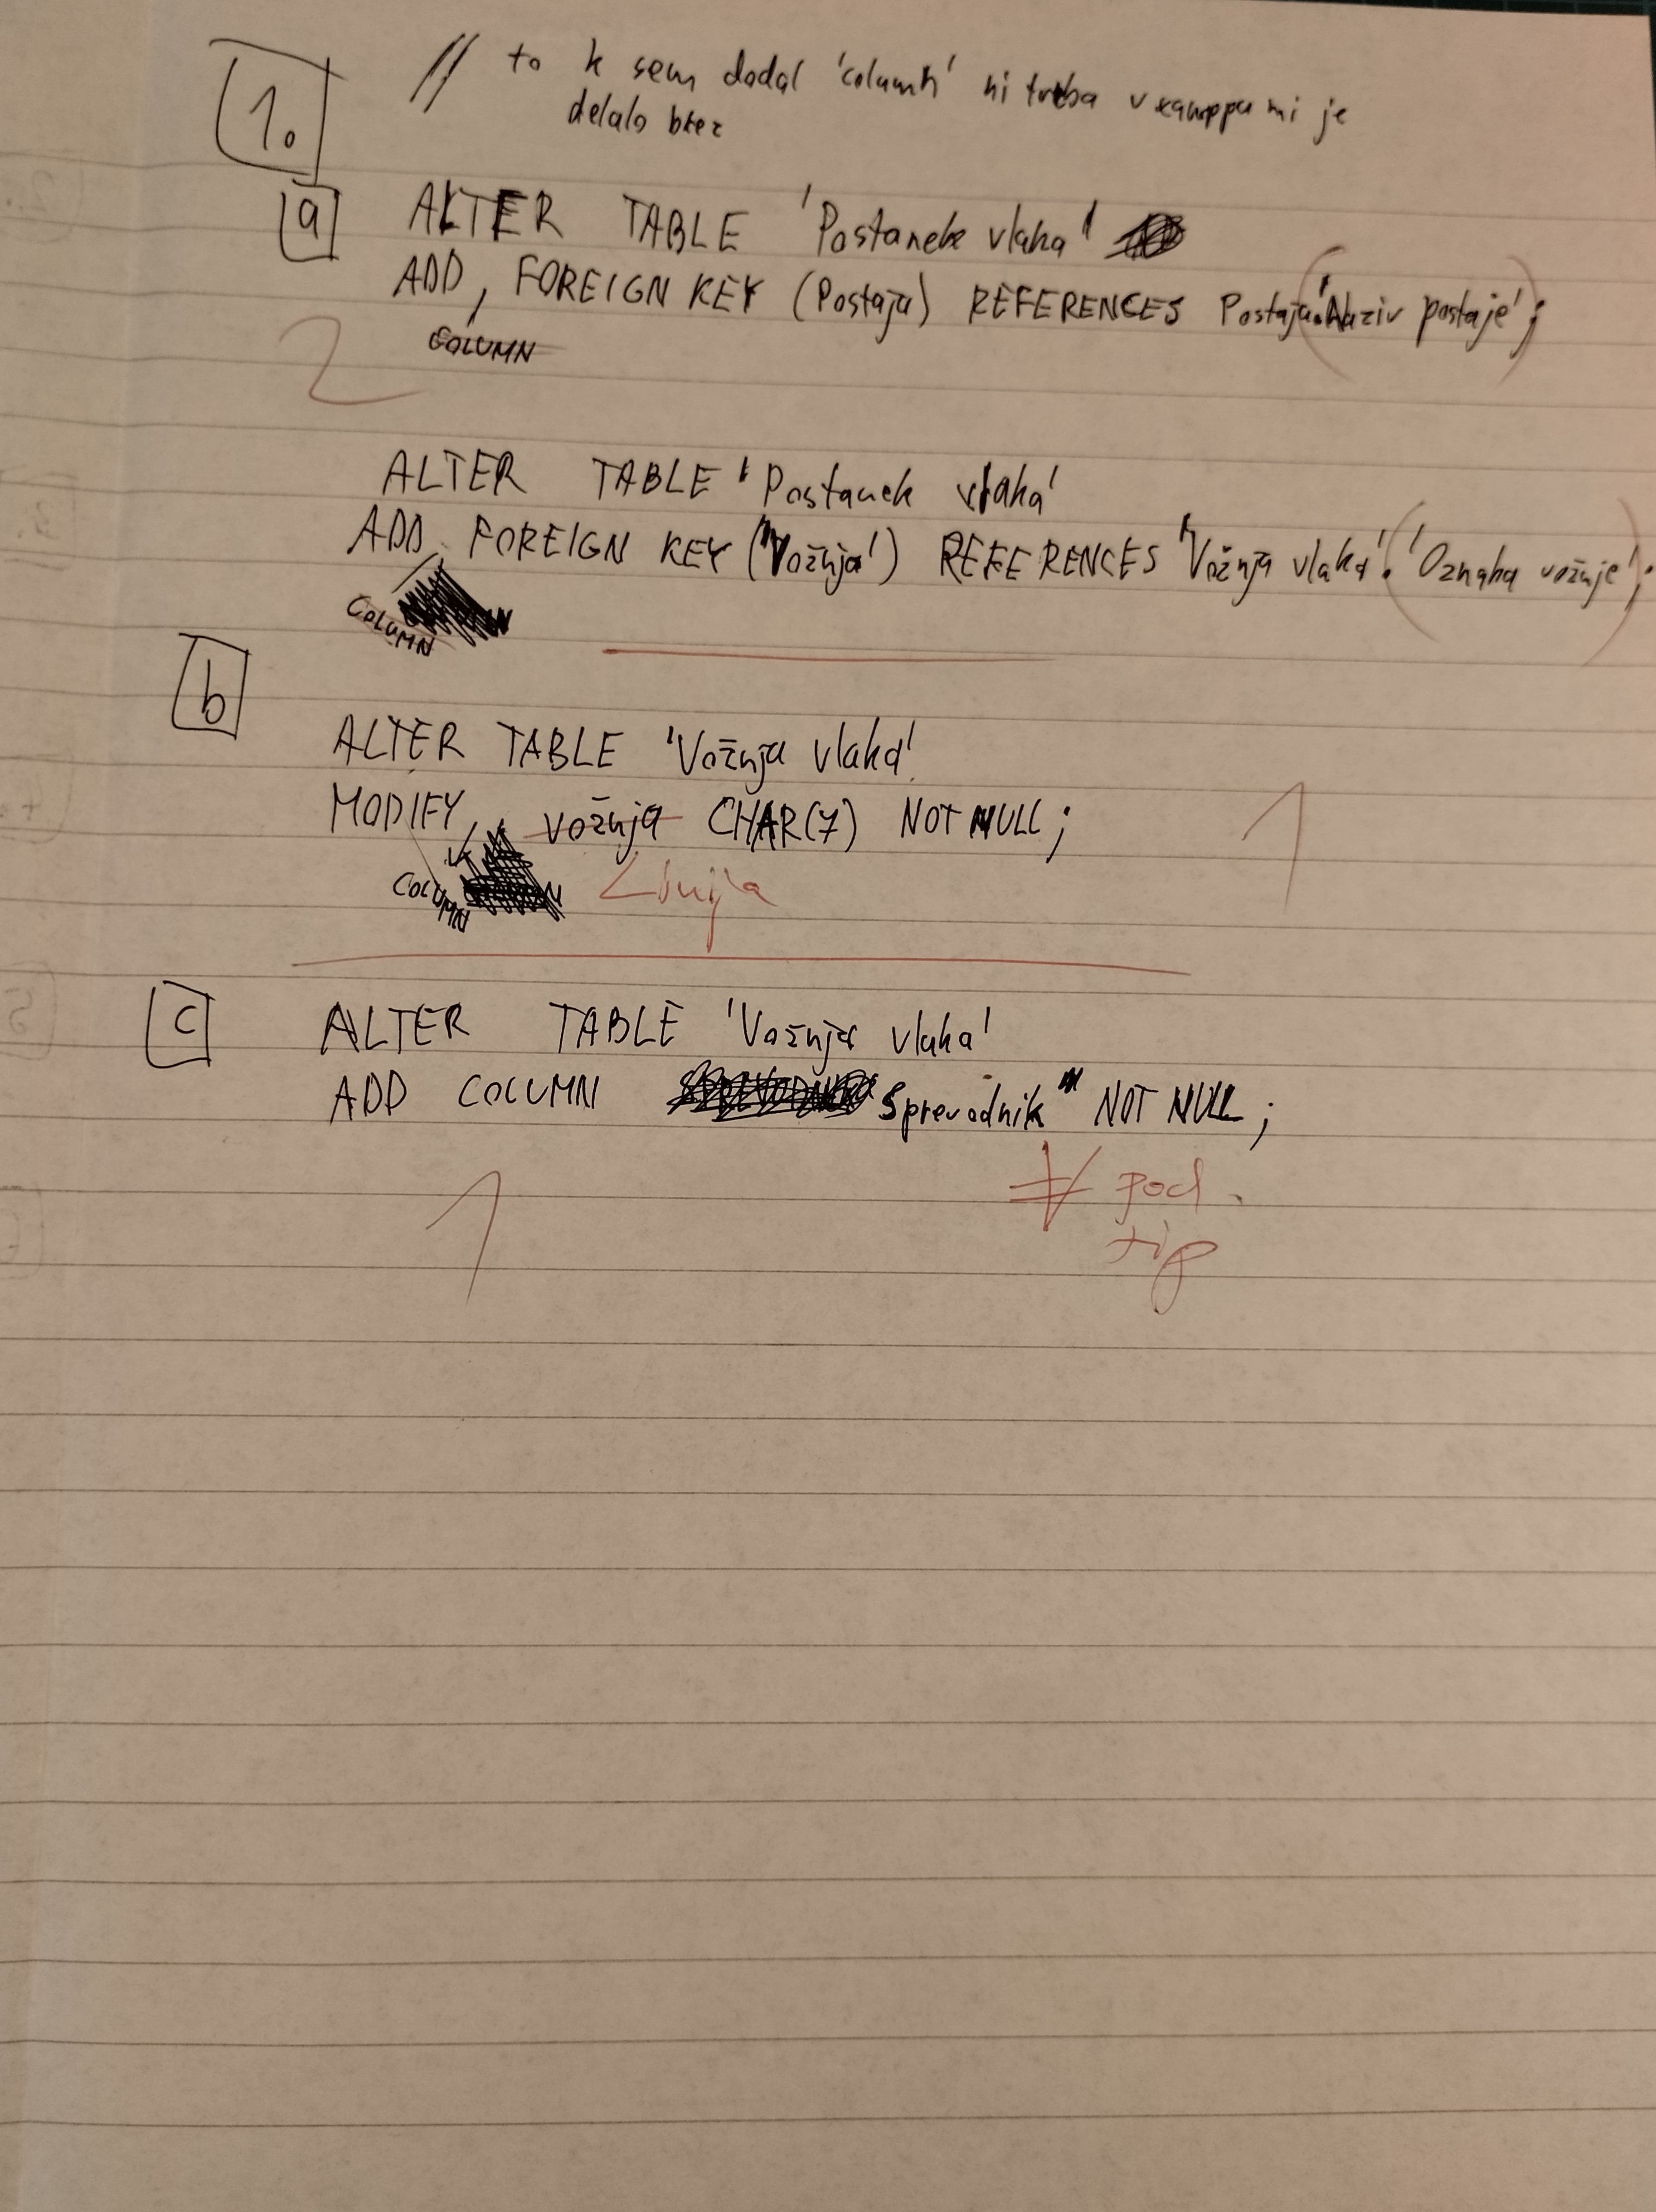 1.
// to k sem dodal 'column' ni treba v xamppu mi je
delalo brez
a ALTER TABLE 'Postanek vlaka'
ADD, FOREIGN KEY (Postaja) REFERENCES Postaja.('Naziv postaje');
COLUMN
2
ALTER TABLE 'Postanek vlaka'
ADD FOREIGN KEY ('Vožnja') REFERENCES 'Vožnja vlaka'.('Oznaka vožnje');
COLUMN
b
ALTER TABLE 'Vožnja vlaka'
MODIFY vožnja CHAR(7) NOT NULL;
1
COLUMN Linija
c ALTER TABLE 'Vožnja vlaka'
ADD COLUMN Sprevodnik" NOT NULL;
1
pod.
tip